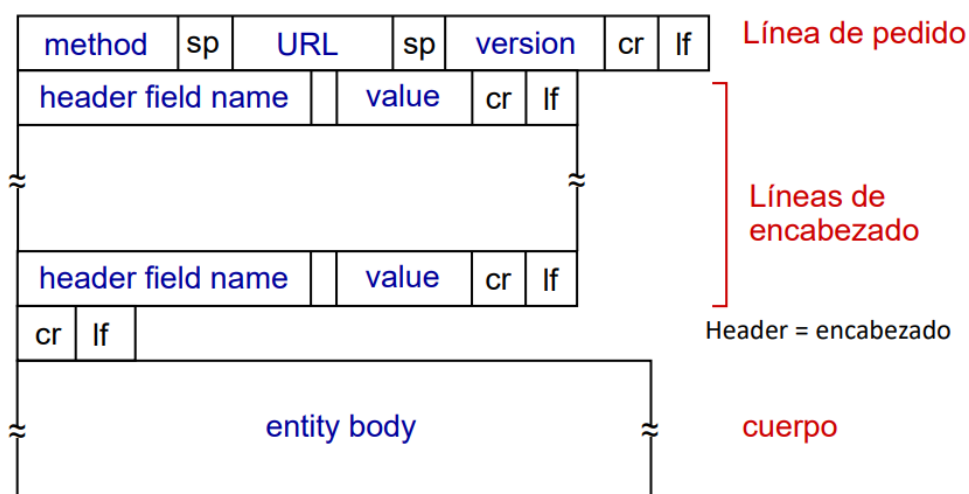 method sp URL sp version cr lf Línea de pedido
header field name value cr lf
Líneas de
encabezado
header field name value cr lf
cr lf
Header = encabezado
entity body cuerpo